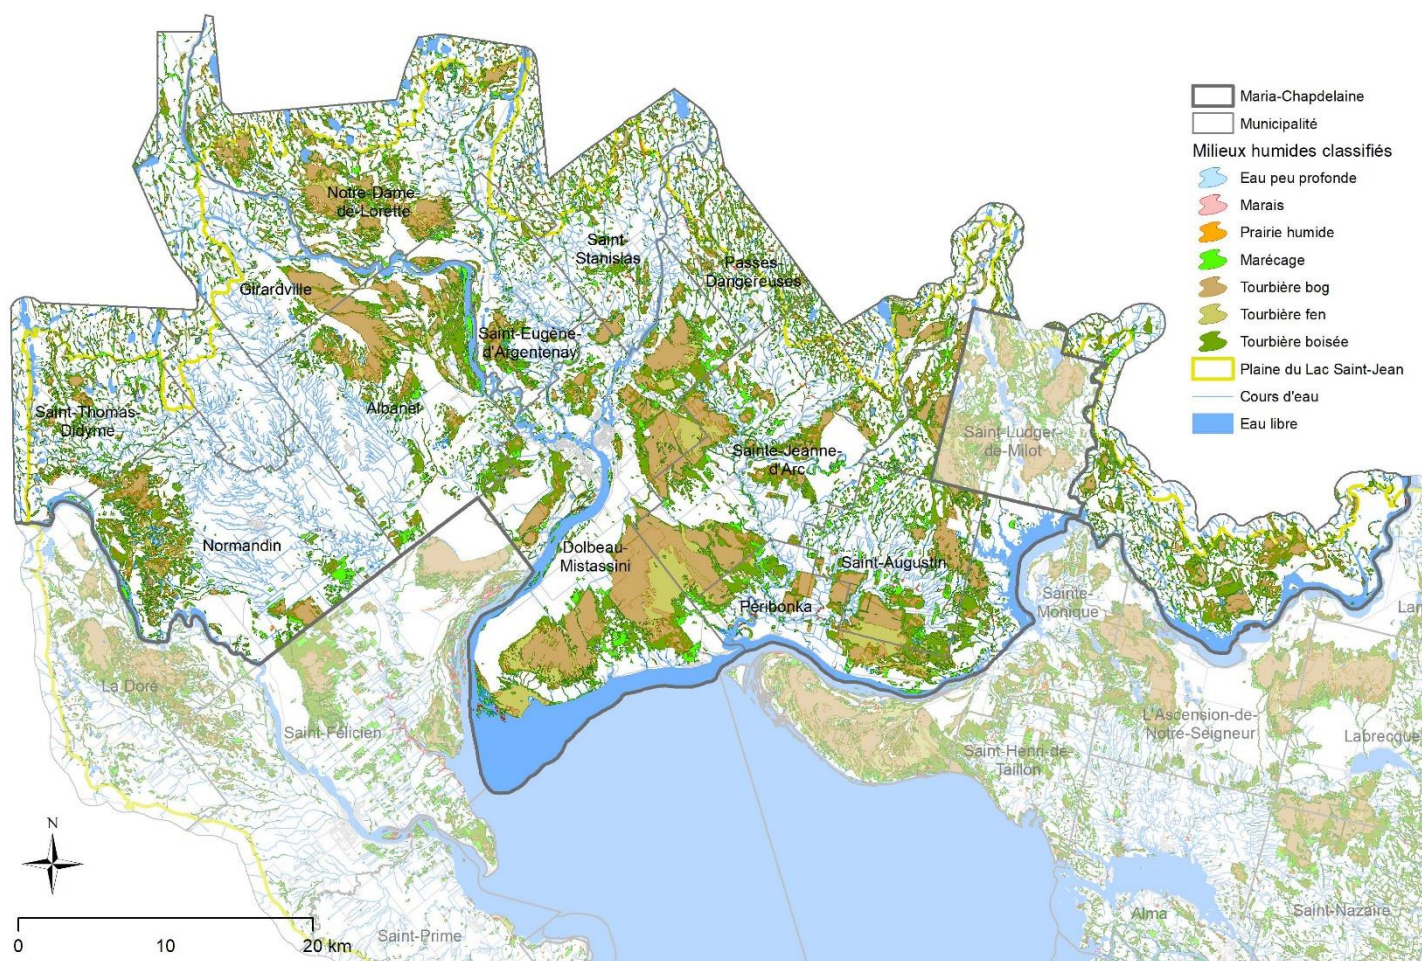 Maria-Chapdelaine
Municipalité
Milieux humides classifiés
Eau peu profonde
Marais
Prairie humide
Marécage
Tourbière bog
Tourbière fen
Tourbière boisée
Plaine du Lac Saint-Jean
Cours d'eau
Eau libre
Notre-Dame-
de-Lorette
Saint-
Stanislas
Passes-
Dangereuses
Girardville
Saint-Eugène-
d'Argentenay
Albanel
Saint-Thomas-
Didyme
Sainte-Jeanne-
d'Arc
Saint-Ludger-
de-Milot
Normandin
Dolbeau-
Mistassini
Saint-Augustin
Péribonka
Sainte-
Monique
La Doré
Saint-Félicien
L'Ascension-de-
Notre-Seigneur
Labrecque
Saint-Henri-de-
Taillon
Alma
Saint-Nazaire
Saint-Prime
N
0 10 20 km